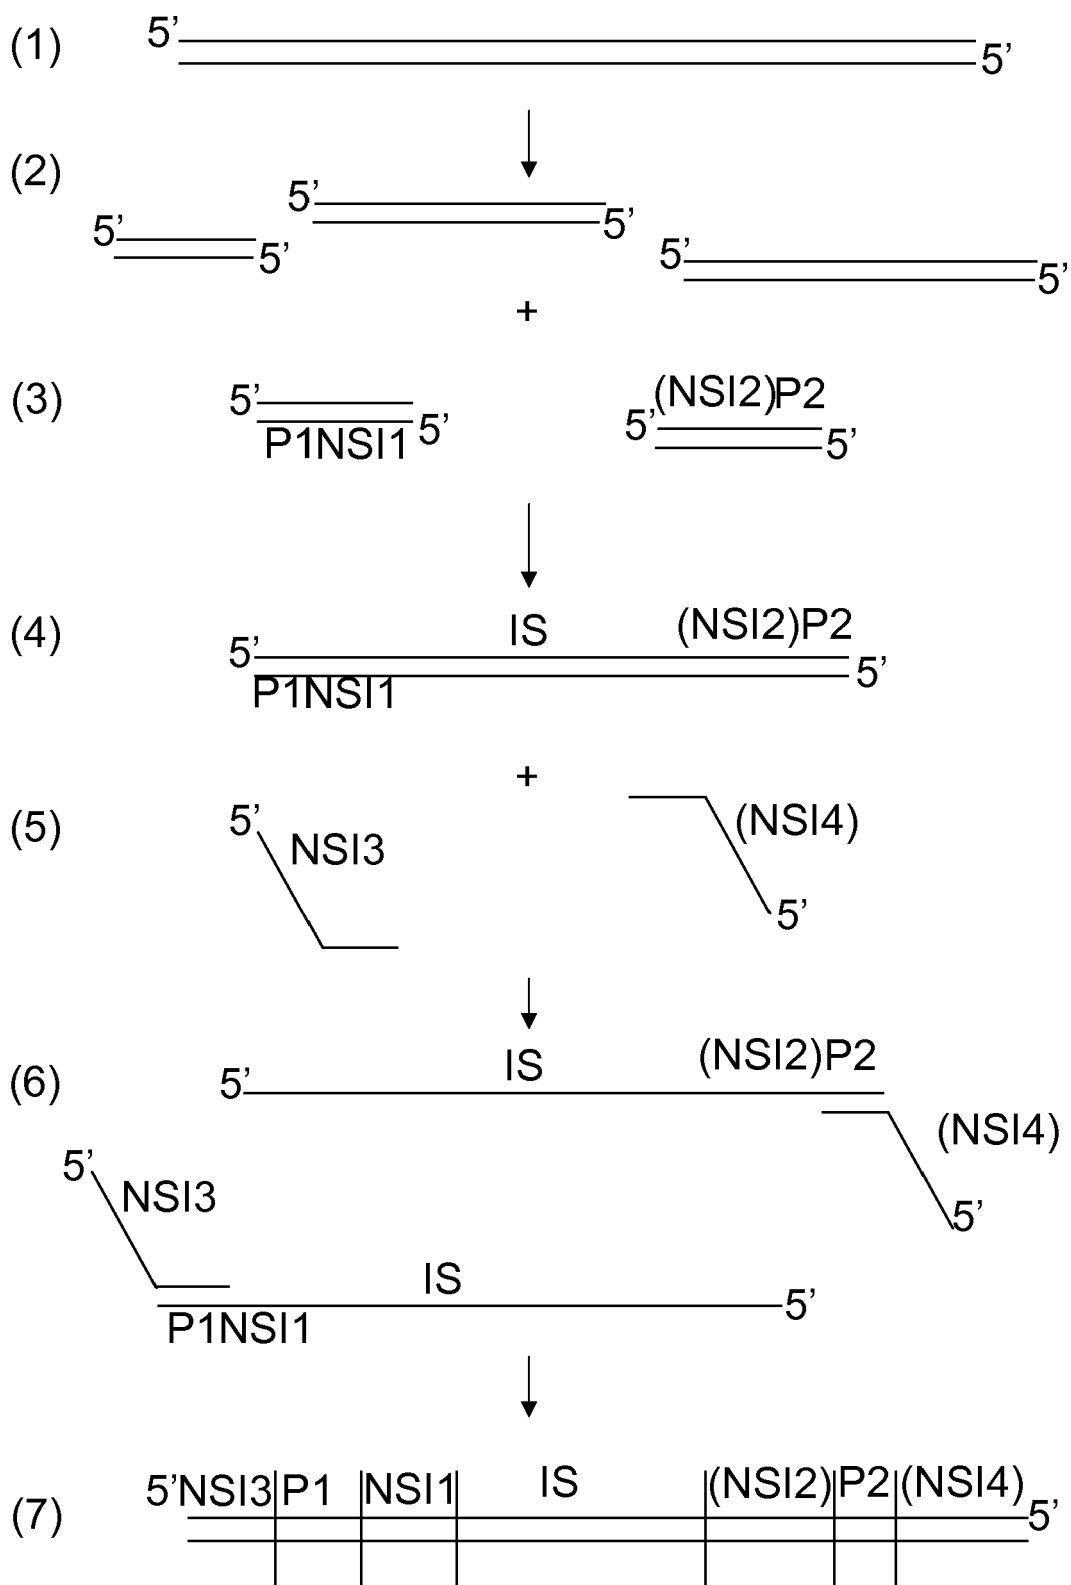 (1) 5’ 5’
(2)
5’ 5’
5’ 5’
5’ 5’
+
(3) 5’ P1NSI1 5’ (NSI2)P2 5’ 5’
(4) 5’ IS (NSI2)P2 5’
P1NSI1
+
(5) 5’ NSI3 (NSI4) 5’
(6) 5’ IS (NSI2)P2
(NSI4) 5’
5’ NSI3
IS 5’
P1NSI1
(7) 5’NSI3 P1 NSI1 IS (NSI2) P2 (NSI4) 5’